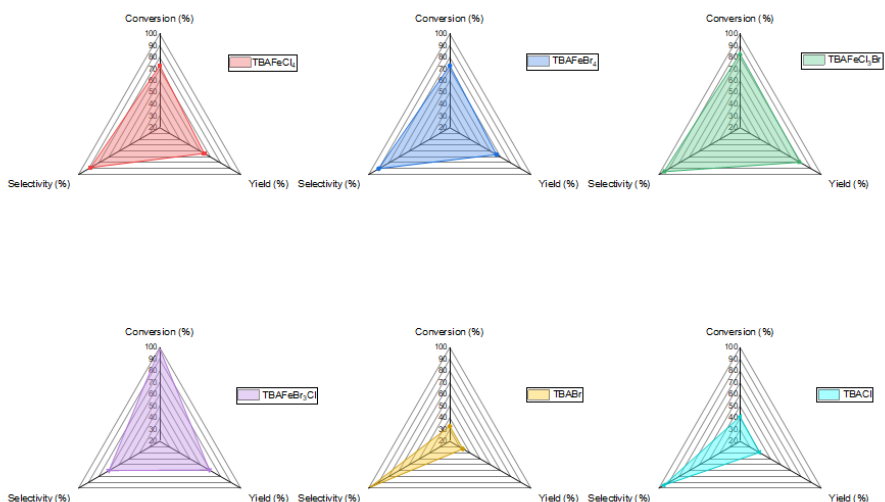 Conversion (%)
100
90
80
70
60
50
40
30
20
TBAFeCl₄
Selectivity (%)
Yield (%)
Conversion (%)
100
90
80
70
60
50
40
30
20
TBAFeBr₄
Selectivity (%)
Yield (%)
Conversion (%)
100
90
80
70
60
50
40
30
20
TBAFeCl₃Br
Selectivity (%)
Yield (%)
Conversion (%)
100
90
80
70
60
50
40
30
20
TBAFeBr₃Cl
Selectivity (%)
Yield (%)
Conversion (%)
100
90
80
70
60
50
40
30
20
TBABr
Selectivity (%)
Yield (%)
Conversion (%)
100
90
80
70
60
50
40
30
20
TBACl
Selectivity (%)
Yield (%)